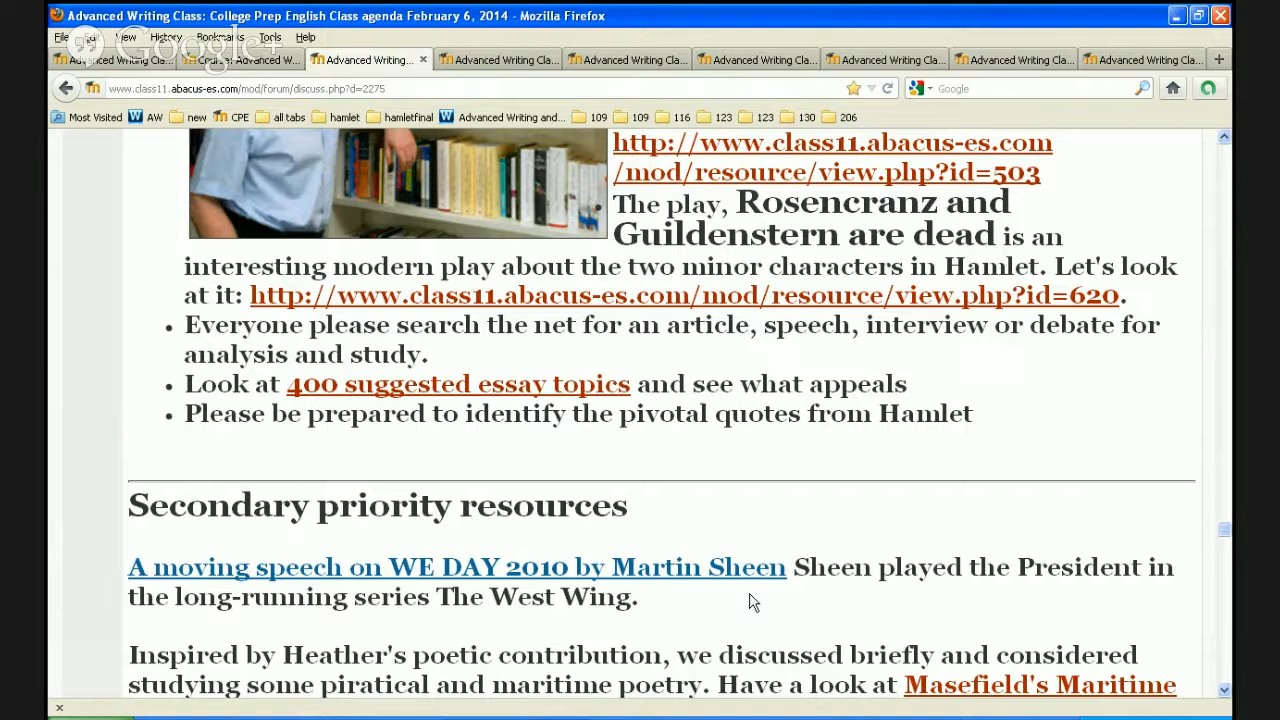 Advanced Writing Class: College Prep English Class agenda February 6, 2014 - Mozilla Firefox
File Edit View History Bookmarks Tools Help
Google+
Advanced Writing Cla... Course: Advanced W... Advanced Writing... Advanced Writing Cla... Advanced Writing Cla... Advanced Writing Cla... Advanced Writing Cla... Advanced Writing Cla... Advanced Writing Cla...
www.class11.abacus-es.com/mod/forum/discuss.php?d=2275
Google
Most Visited AW new CPE all tabs hamlet hamletfinal Advanced Writing and... 109 109 116 123 123 130 206
http://www.class11.abacus-es.com
/mod/resource/view.php?id=503
The play, Rosencranz and
Guildenstern are dead is an
interesting modern play about the two minor characters in Hamlet. Let's look
at it: http://www.class11.abacus-es.com/mod/resource/view.php?id=620.
• Everyone please search the net for an article, speech, interview or debate for
analysis and study.
• Look at 400 suggested essay topics and see what appeals
• Please be prepared to identify the pivotal quotes from Hamlet
Secondary priority resources
A moving speech on WE DAY 2010 by Martin Sheen Sheen played the President in
the long-running series The West Wing.
Inspired by Heather's poetic contribution, we discussed briefly and considered
studying some piratical and maritime poetry. Have a look at Masefield's Maritime